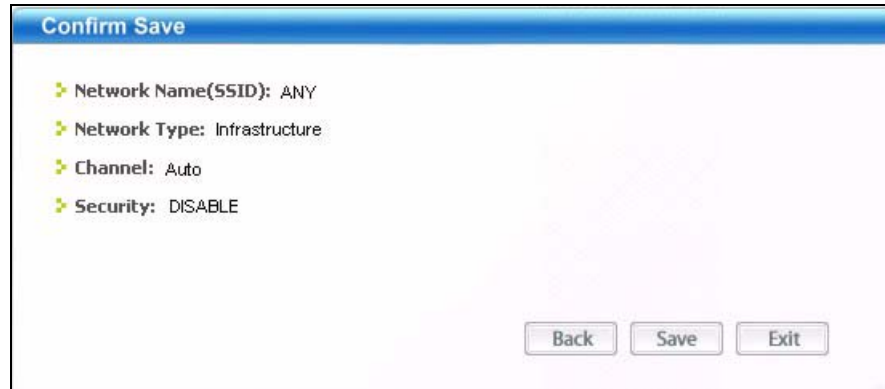 Confirm Save
Network Name(SSID): ANY
Network Type: Infrastructure
Channel: Auto
Security: DISABLE
Back Save Exit